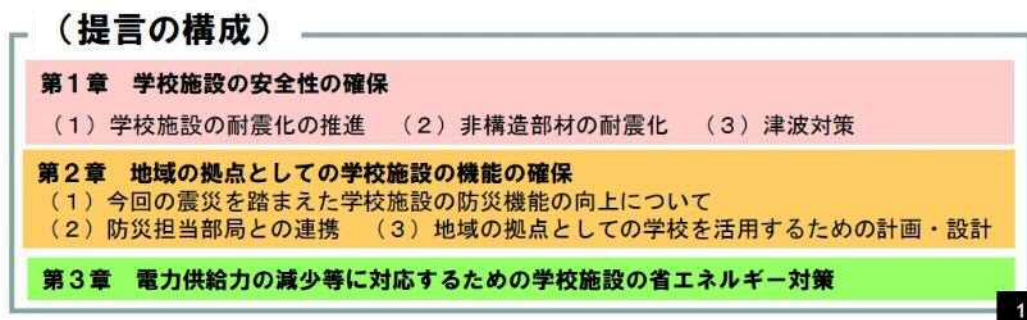 （提言の構成）
第１章　学校施設の安全性の確保
（１）学校施設の耐震化の推進　（２）非構造部材の耐震化　（３）津波対策
第２章　地域の拠点としての学校施設の機能の確保
（１）今回の震災を踏まえた学校施設の防災機能の向上について
（２）防災担当部局との連携　（３）地域の拠点としての学校を活用するための計画・設計
第３章　電力供給力の減少等に対応するための学校施設の省エネルギー対策
1